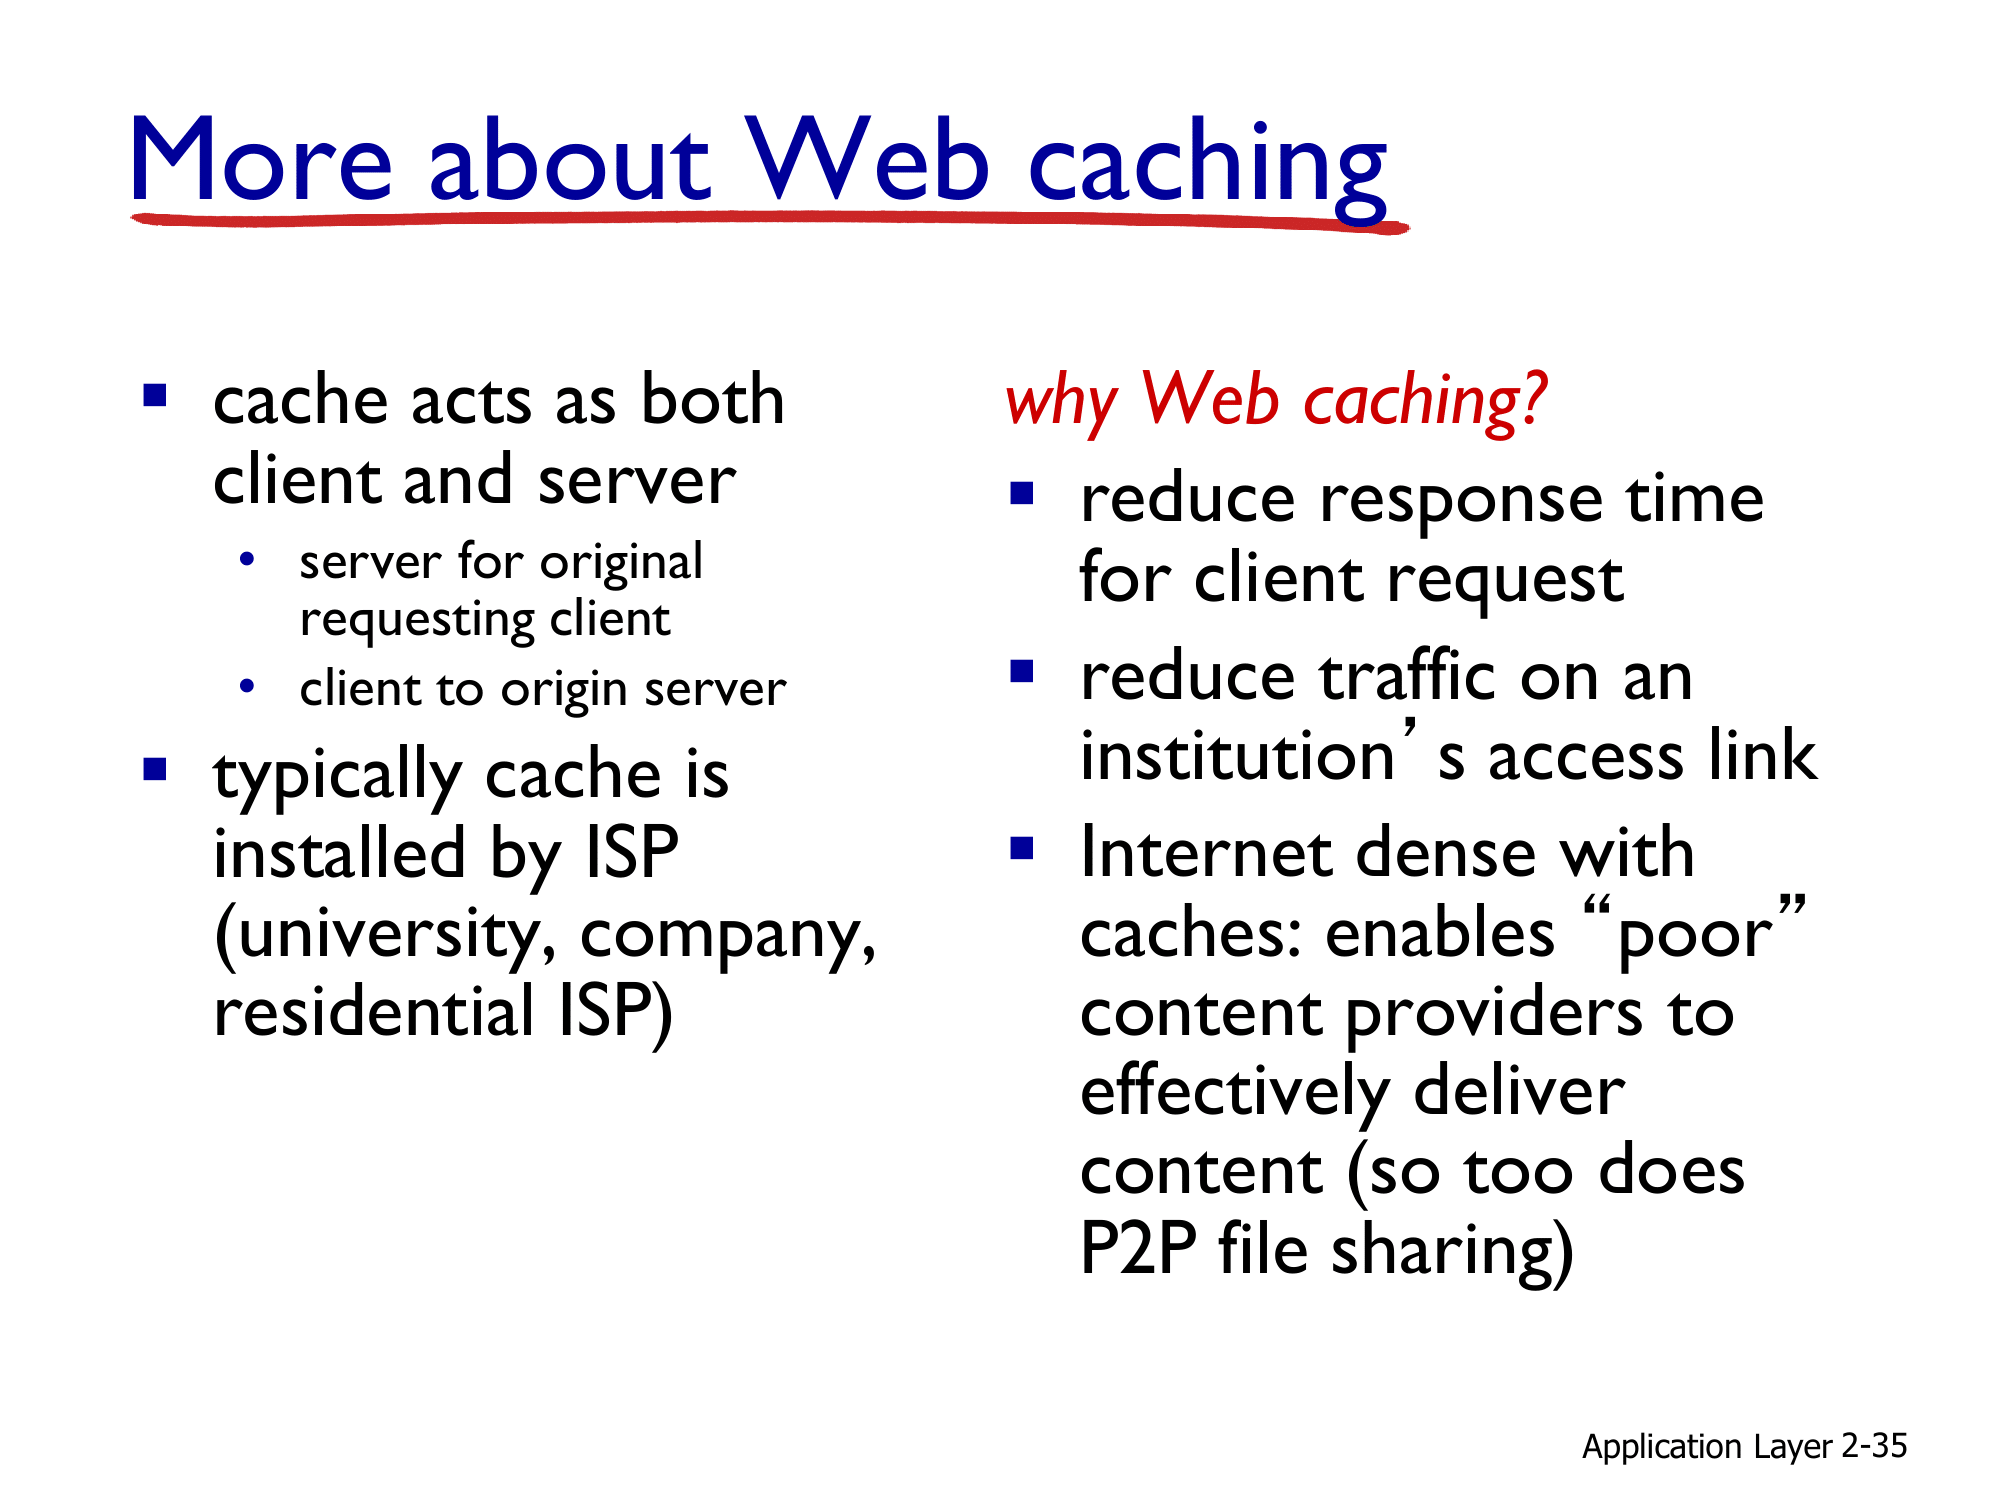 More about Web caching
▪ cache acts as both
client and server
• server for original
requesting client
• client to origin server
▪ typically cache is
installed by ISP
(university, company,
residential ISP)
why Web caching?
▪ reduce response time
for client request
▪ reduce traffic on an
institution’s access link
▪ Internet dense with
caches: enables “poor”
content providers to
effectively deliver
content (so too does
P2P file sharing)
Application Layer 2-35